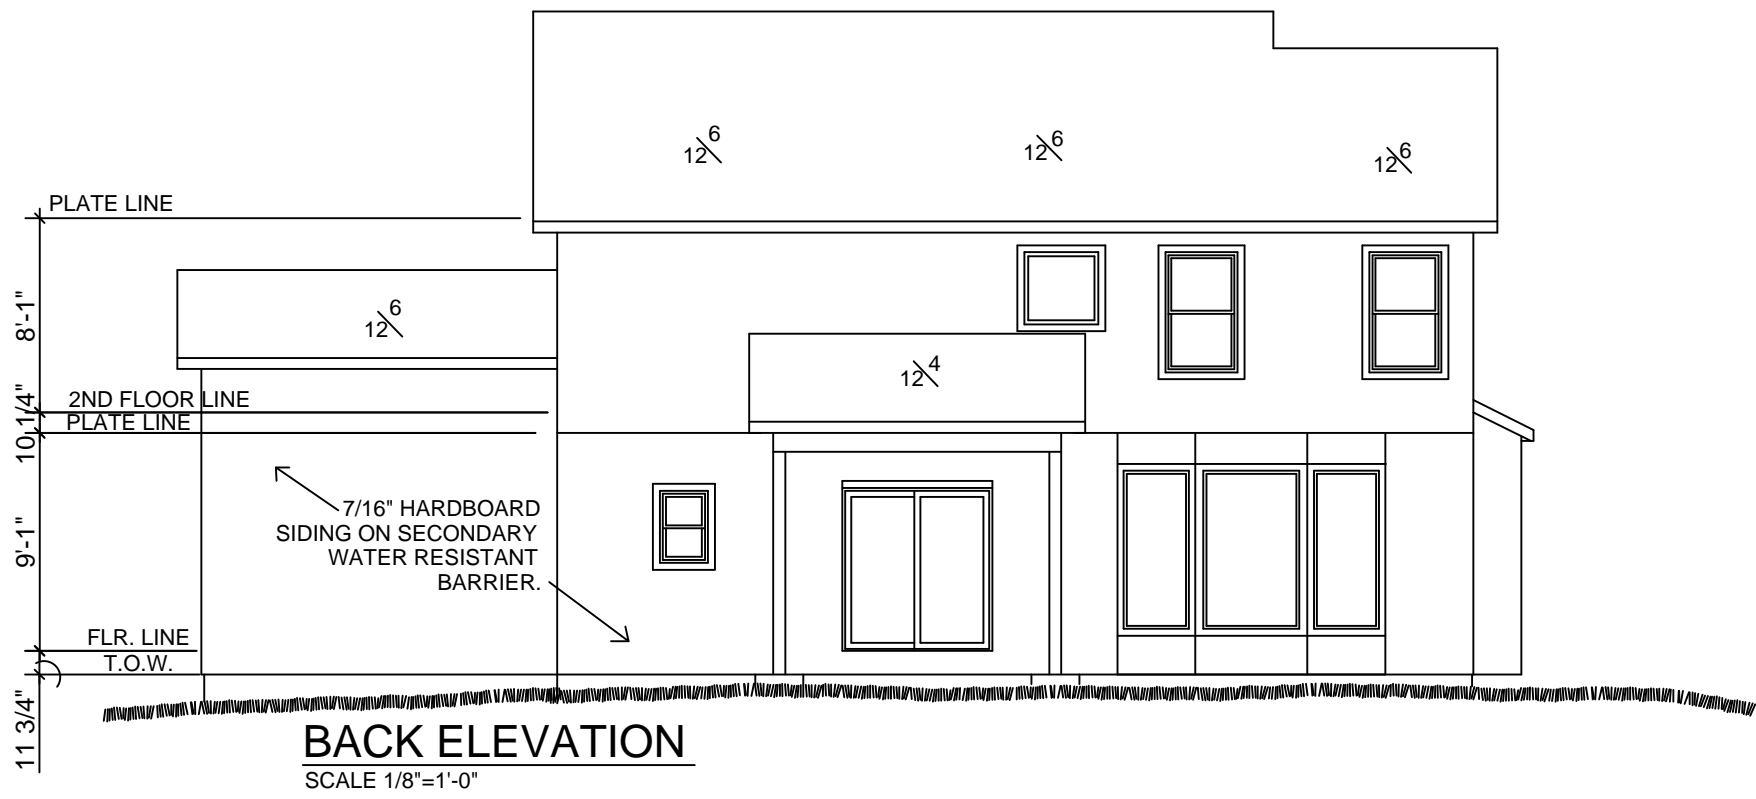 6
12
6
12
6
12
PLATE LINE
8'-1"
6
12
4
12
2ND FLOOR LINE
10 1/4"
PLATE LINE
9'-1"
7/16" HARDBOARD
SIDING ON SECONDARY
WATER RESISTANT
BARRIER.
FLR. LINE
T.O.W.
11 3/4"
BACK ELEVATION
SCALE 1/8"=1'-0"